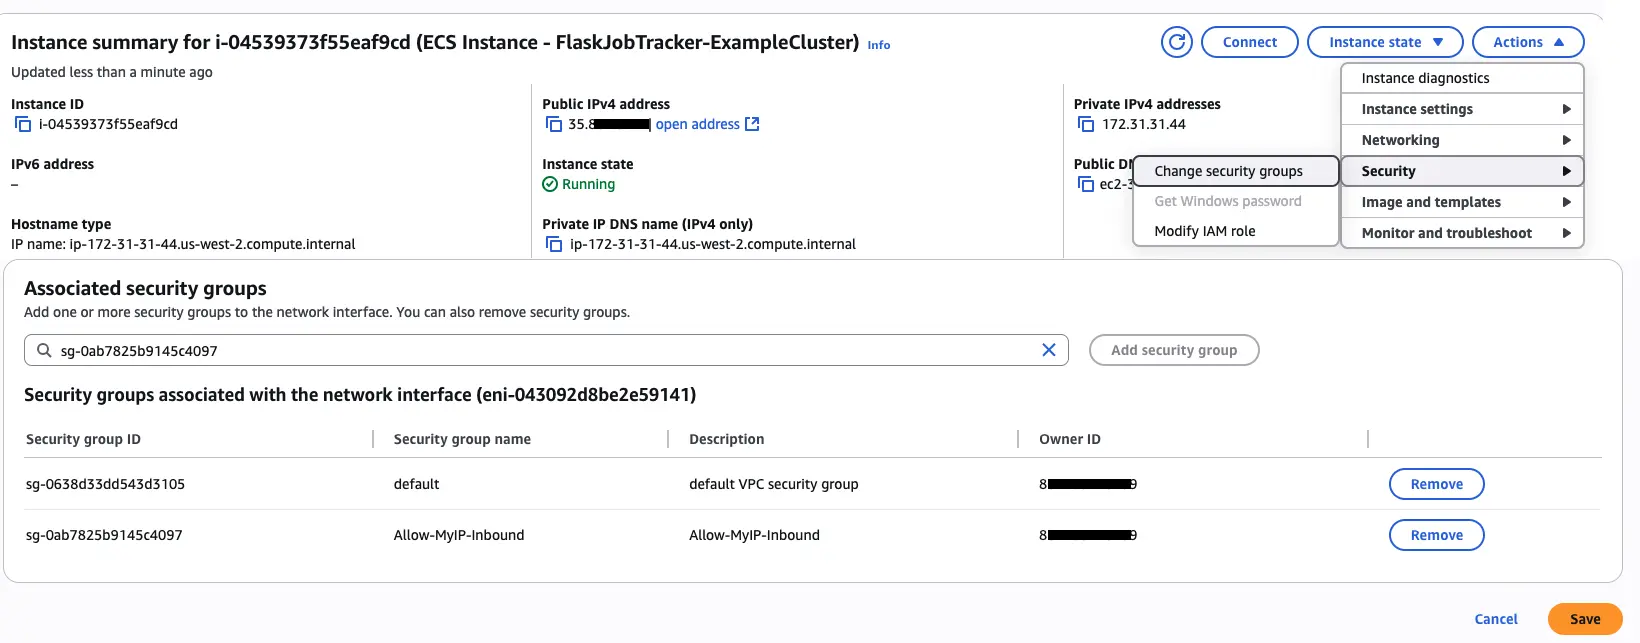 Instance summary for i-04539373f55eaf9cd (ECS Instance - FlaskJobTracker-ExampleCluster) Info
Connect
Instance state
Actions
Updated less than a minute ago
Instance diagnostics
Instance settings
Networking
Security
Image and templates
Monitor and troubleshoot
Change security groups
Get Windows password
Modify IAM role
Instance ID
i-04539373f55eaf9cd
Public IPv4 address
35.8 open address
Private IPv4 addresses
172.31.31.44
IPv6 address
–
Instance state
Running
Public
ec2-3
Hostname type
IP name: ip-172-31-31-44.us-west-2.compute.internal
Private IP DNS name (IPv4 only)
ip-172-31-31-44.us-west-2.compute.internal
Associated security groups
Add one or more security groups to the network interface. You can also remove security groups.
sg-0ab7825b9145c4097
Add security group
Security groups associated with the network interface (eni-043092d8be2e59141)
Security group ID Security group name Description Owner ID
sg-0638d33dd543d3105 default default VPC security group 8 9 Remove
sg-0ab7825b9145c4097 Allow-MyIP-Inbound Allow-MyIP-Inbound 8 9 Remove
Cancel Save